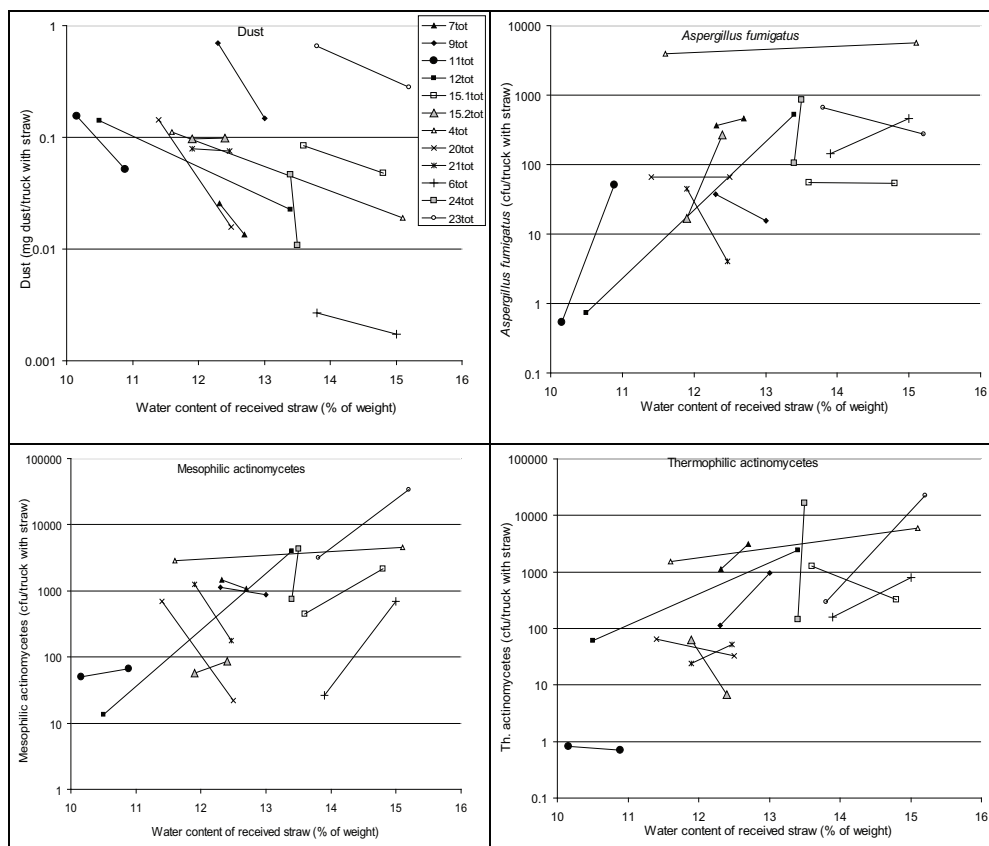 Dust
Dust (mg dust/truck with straw)
1
0.1
0.01
0.001
10 11 12 13 14 15 16
Water content of received straw (% of weight)
7tot
9tot
11tot
12tot
15.1tot
15.2tot
4tot
20tot
21tot
6tot
24tot
23tot
Aspergillus fumigatus
Aspergillus fumigatus (cfu/truck with straw)
10000
1000
100
10
1
0.1
10 11 12 13 14 15 16
Water content of received straw (% of weight)
Mesophilic actinomycetes
Mesophilic actinomycetes (cfu/truck with straw)
100000
10000
1000
100
10
1
10 11 12 13 14 15 16
Water content of received straw (% of weight)
Thermophilic actinomycetes
Th. actinomycetes (cfu/truck with straw)
100000
10000
1000
100
10
1
0.1
10 11 12 13 14 15 16
Water content of received straw (% of weight)